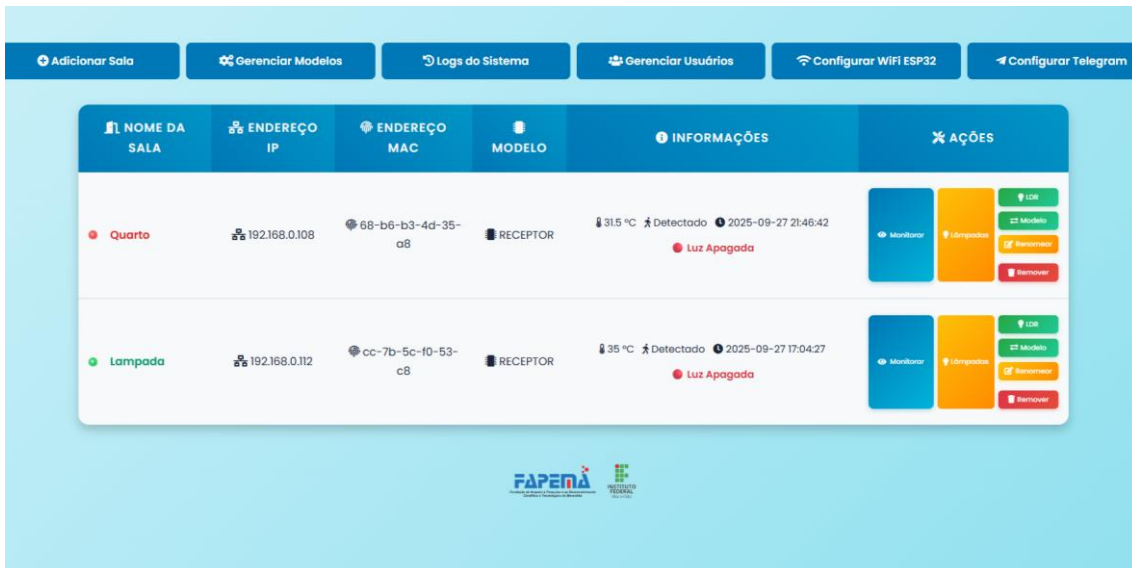 Adicionar Sala
Gerenciar Modelos
Logs do Sistema
Gerenciar Usuários
Configurar WiFi ESP32
Configurar Telegram
NOME DA
SALA
ENDEREÇO
IP
ENDEREÇO
MAC
MODELO
INFORMAÇÕES
AÇÕES
Quarto
192.168.0.108
68-b6-b3-4d-35-
a8
RECEPTOR
31.5 °C Detectado 2025-09-27 21:46:42
Luz Apagada
Monitorar
Lâmpadas
LDR
Modelo
Renomear
Remover
Lampada
192.168.0.112
cc-7b-5c-f0-53-
c8
RECEPTOR
35 °C Detectado 2025-09-27 17:04:27
Luz Apagada
Monitorar
Lâmpadas
LDR
Modelo
Renomear
Remover
FAPEMA
INSTITUTO
FEDERAL